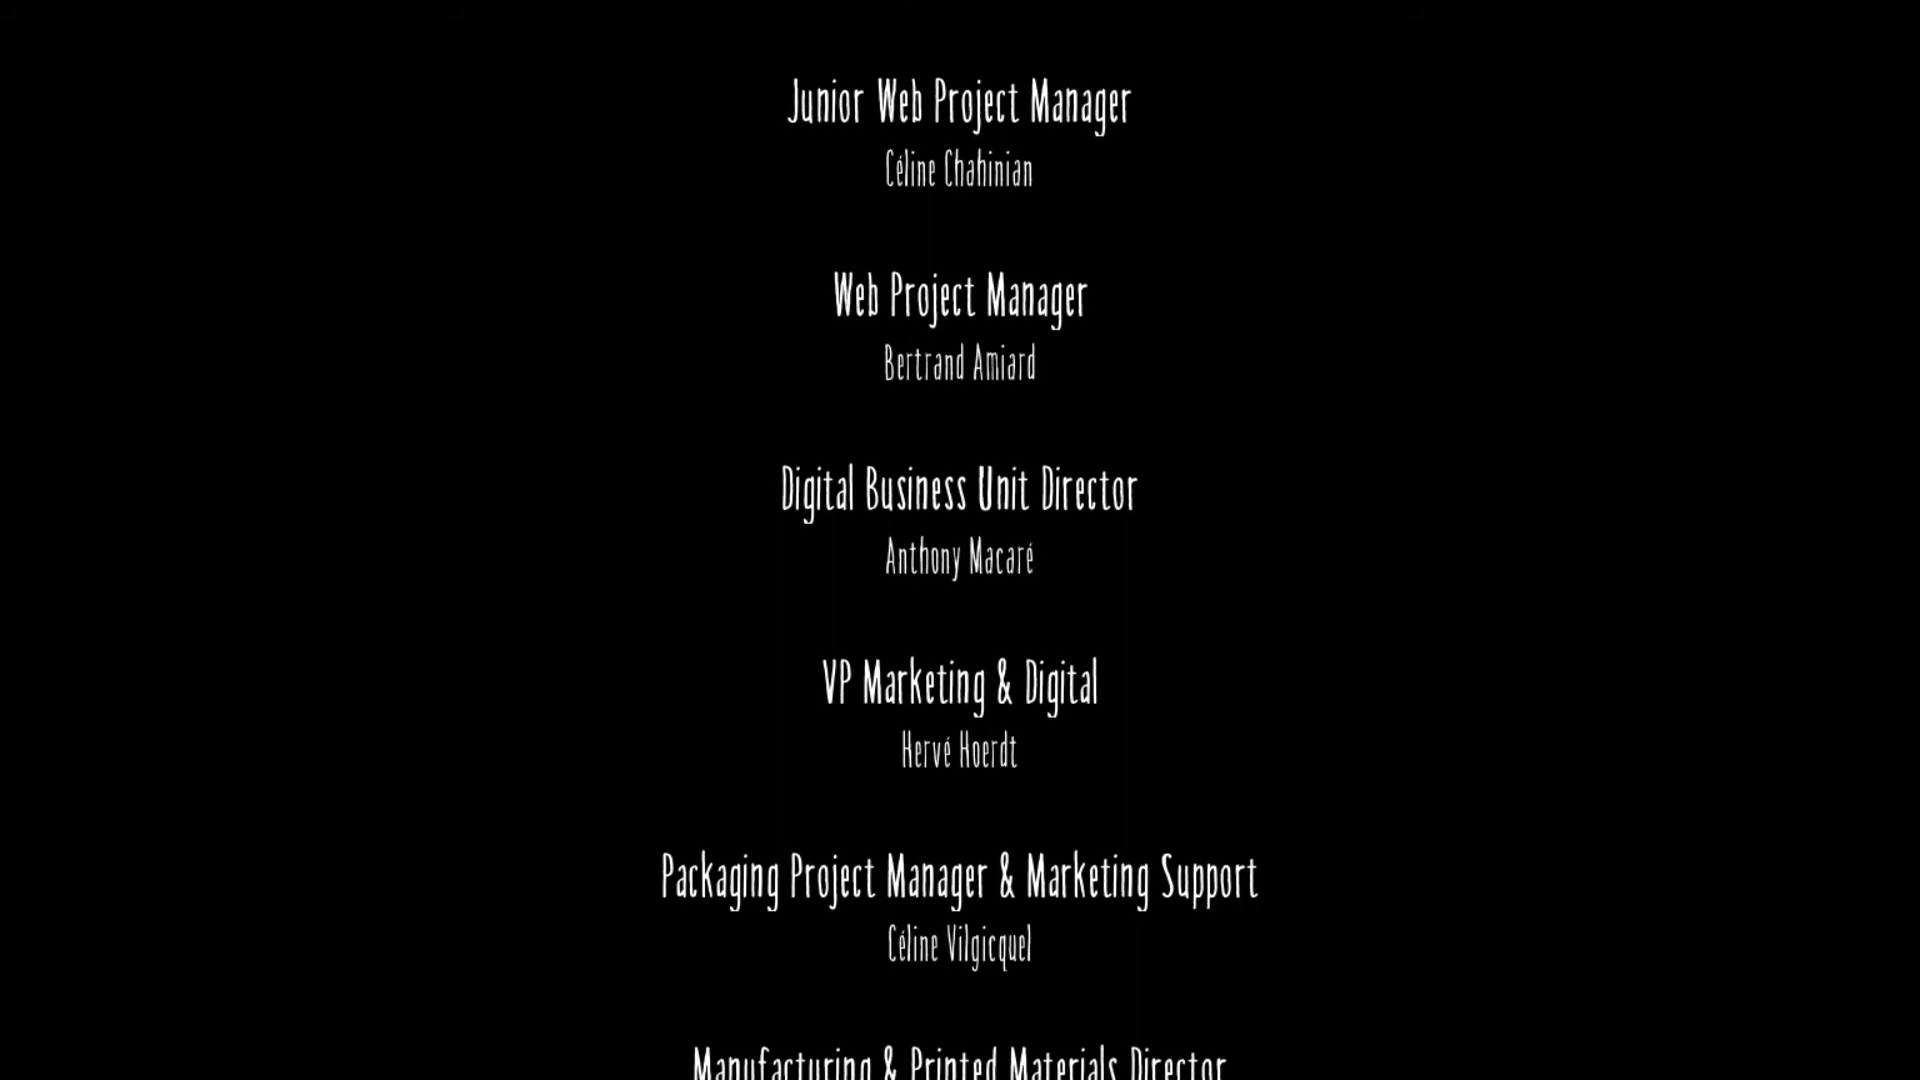 Junior Web Project Manager
Céline Chahinian
Web Project Manager
Bertrand Amiard
Digital Business Unit Director
Anthony Macaré
VP Marketing & Digital
Hervé Hoerdt
Packaging Project Manager & Marketing Support
Céline Vilgicquel
Manufacturing & Printed Materials Director